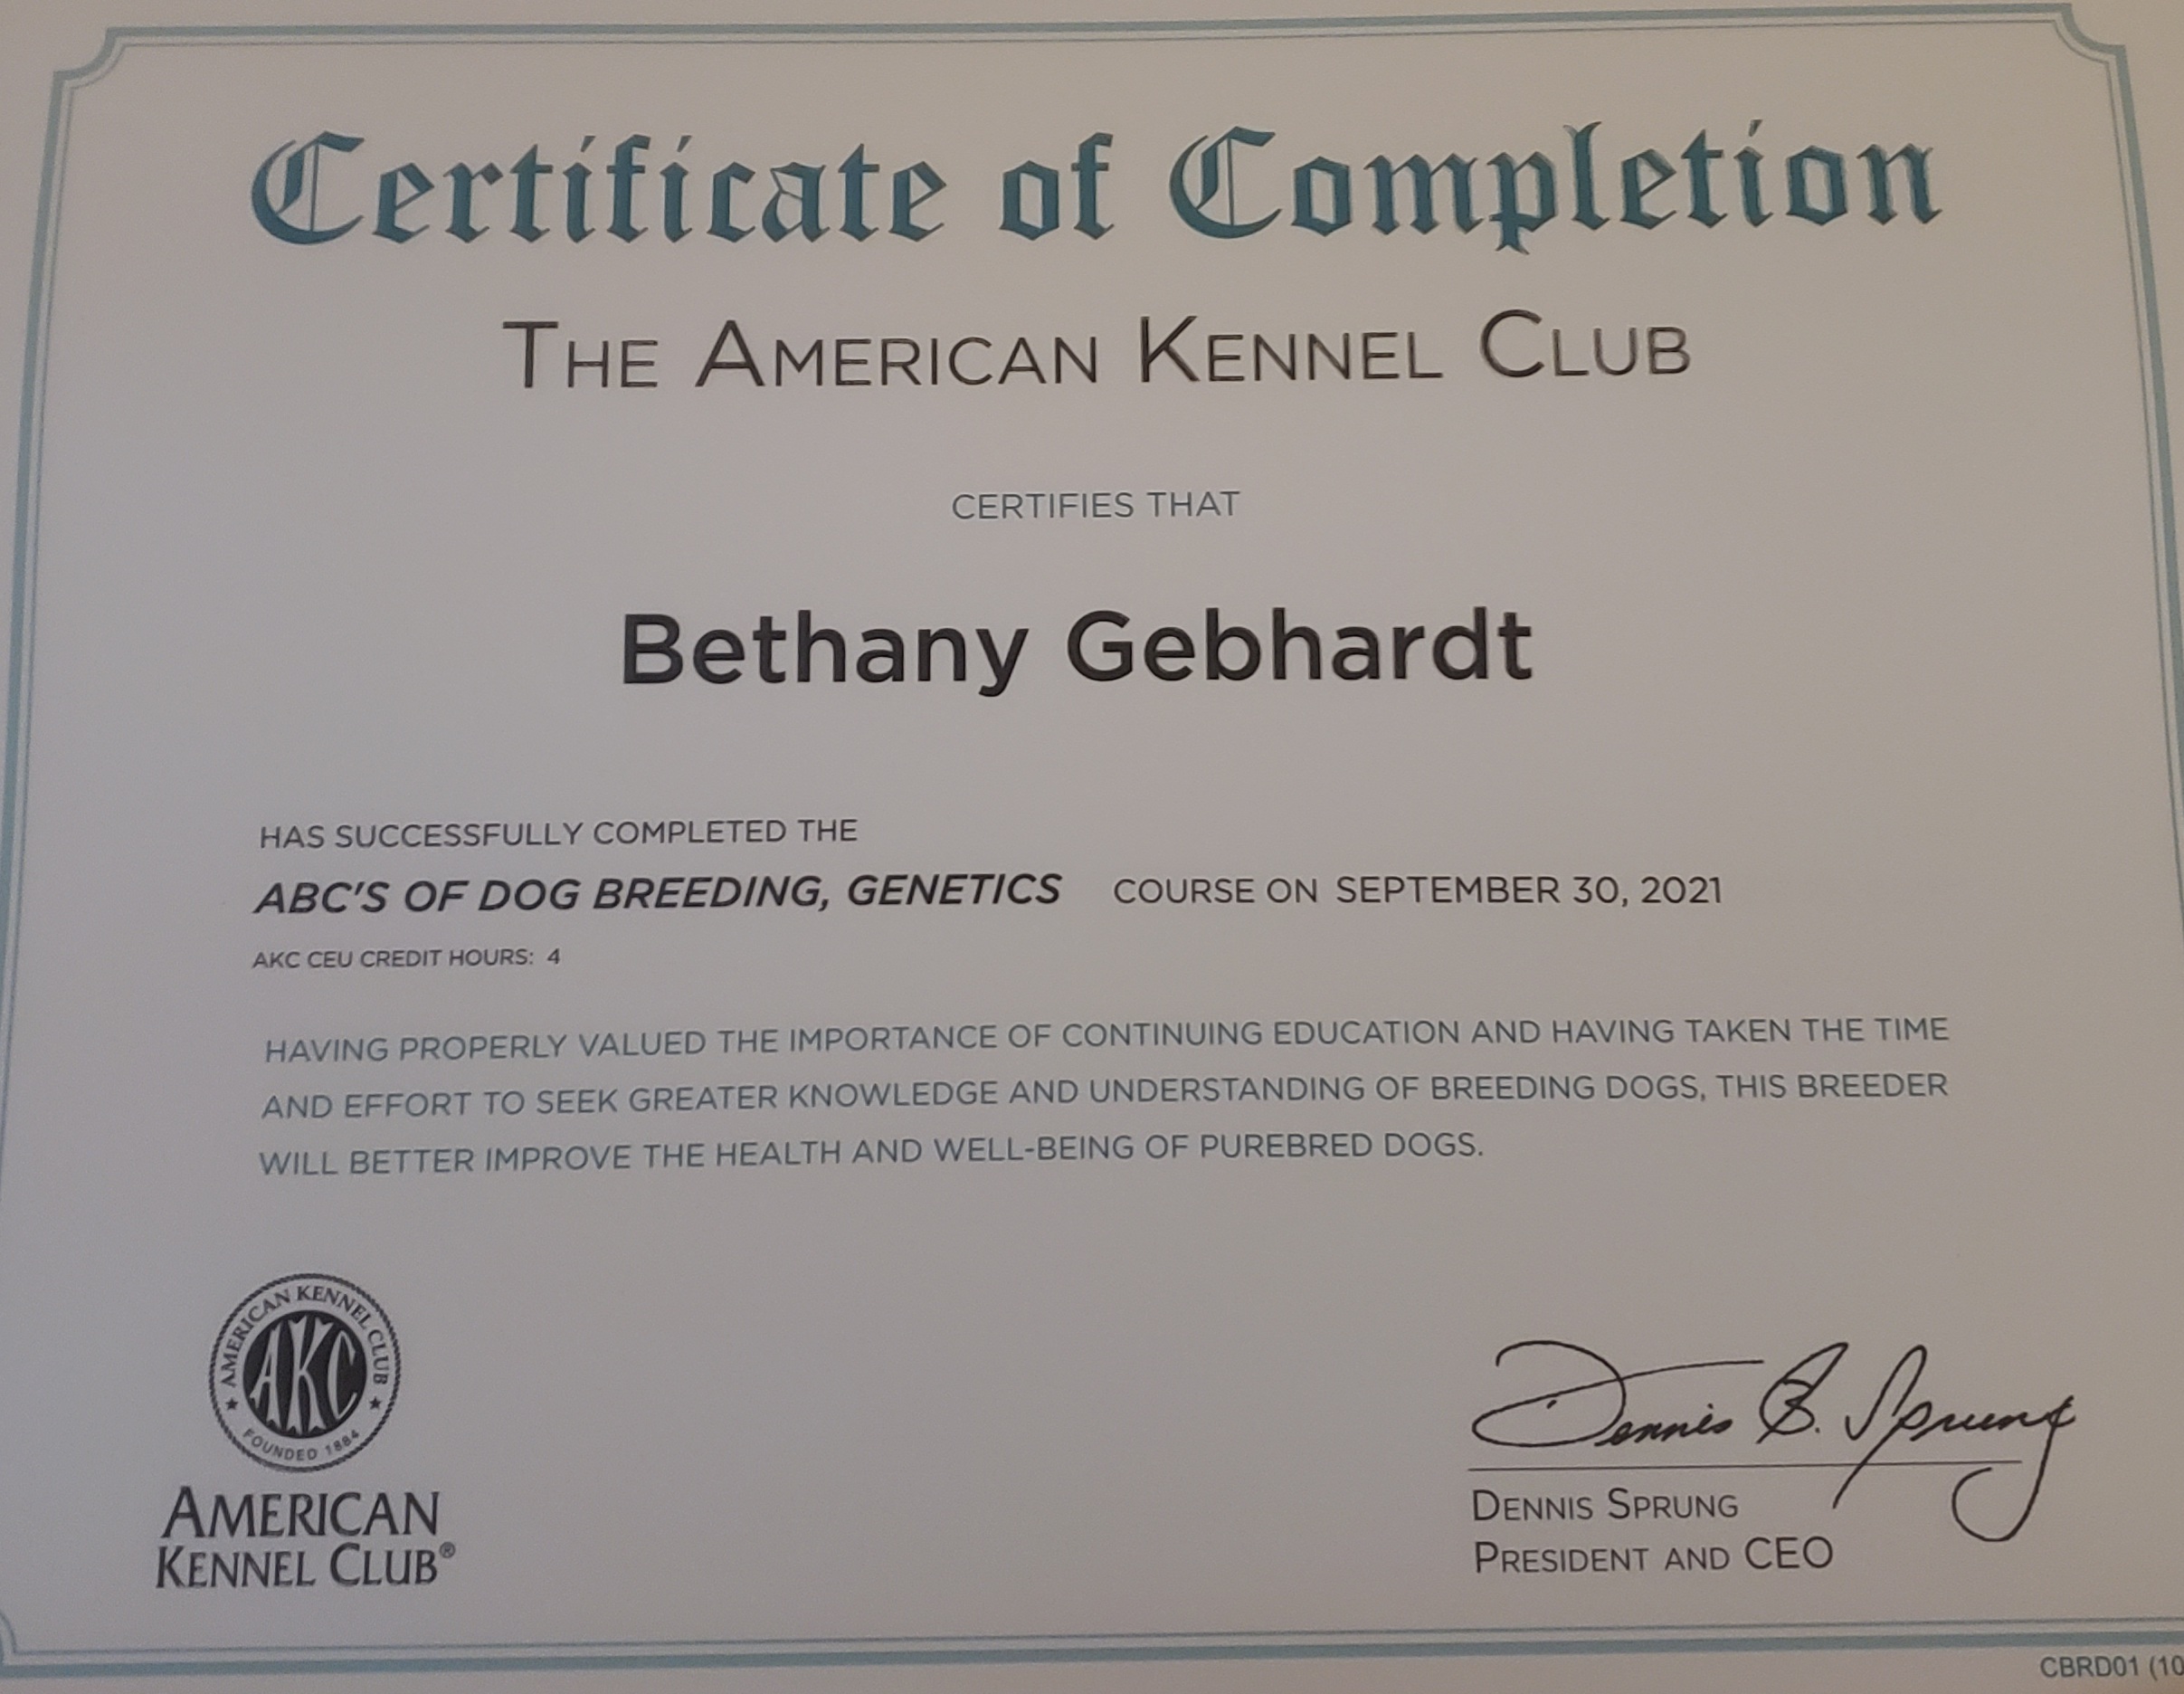 Certificate of Completion
THE AMERICAN KENNEL CLUB
CERTIFIES THAT
Bethany Gebhardt
HAS SUCCESSFULLY COMPLETED THE
ABC'S OF DOG BREEDING, GENETICS COURSE ON SEPTEMBER 30, 2021
AKC CEU CREDIT HOURS: 4
HAVING PROPERLY VALUED THE IMPORTANCE OF CONTINUING EDUCATION AND HAVING TAKEN THE TIME
AND EFFORT TO SEEK GREATER KNOWLEDGE AND UNDERSTANDING OF BREEDING DOGS, THIS BREEDER
WILL BETTER IMPROVE THE HEALTH AND WELL-BEING OF PUREBRED DOGS.
AMERICAN KENNEL CLUB
AKC
FOUNDED 1884
AMERICAN
KENNEL CLUB®
Dennis B. Sprung
DENNIS SPRUNG
PRESIDENT AND CEO
CBRD01 (10